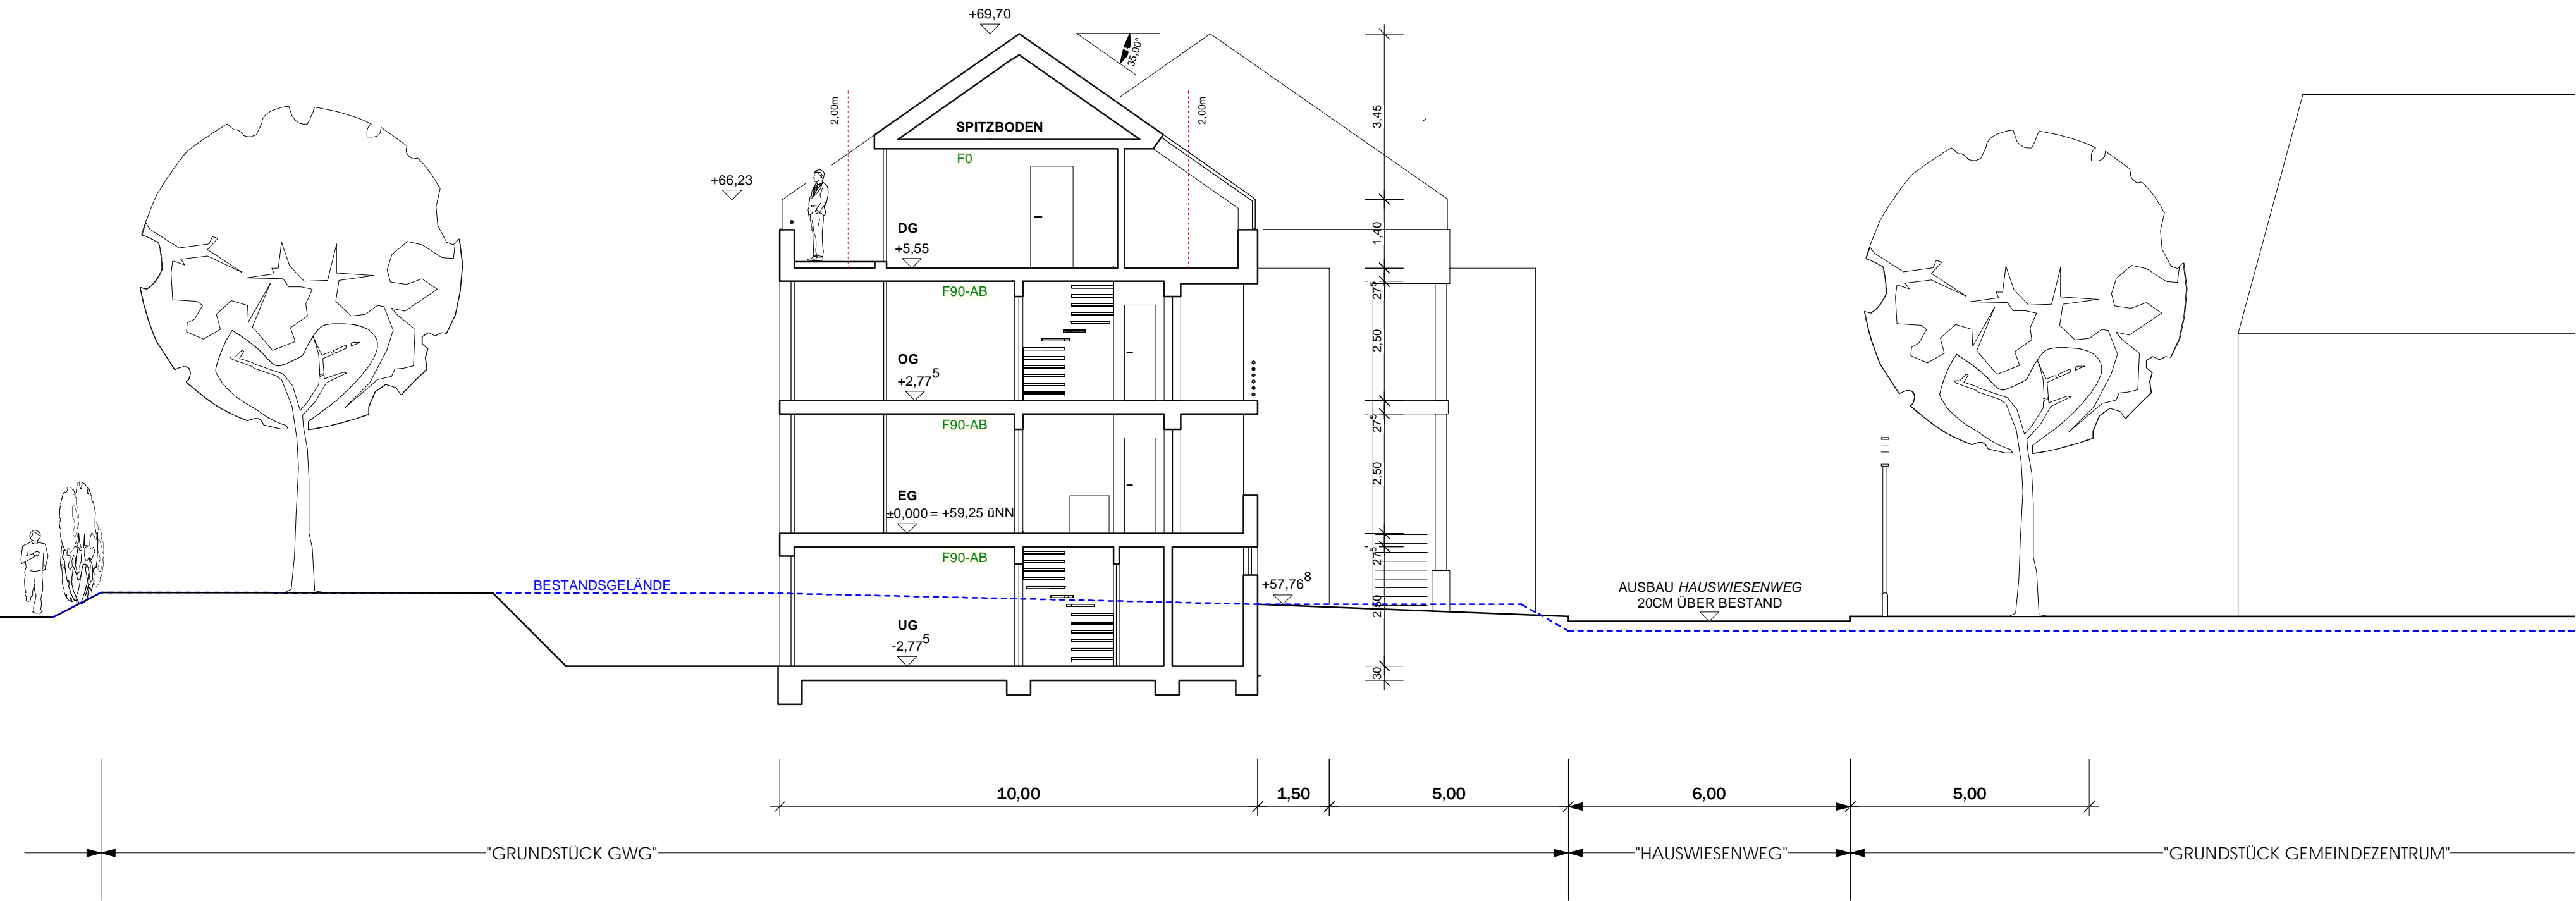 +69,70
35,00°
2,00m
2,00m
3,45
SPITZBODEN
F0
+66,23
DG
+5,55
1,40
F90-AB
27⁵
2,50
OG
+2,77⁵
F90-AB
27⁵
2,50
EG
±0,000 = +59,25 üNN
F90-AB
27⁵
BESTANDSGELÄNDE
+57,76⁸
AUSBAU HAUSWIESENWEG
20CM ÜBER BESTAND
2,50
UG
-2,77⁵
30
10,00
1,50
5,00
6,00
5,00
"GRUNDSTÜCK GWG"
"HAUSWIESENWEG"
"GRUNDSTÜCK GEMEINDEZENTRUM"